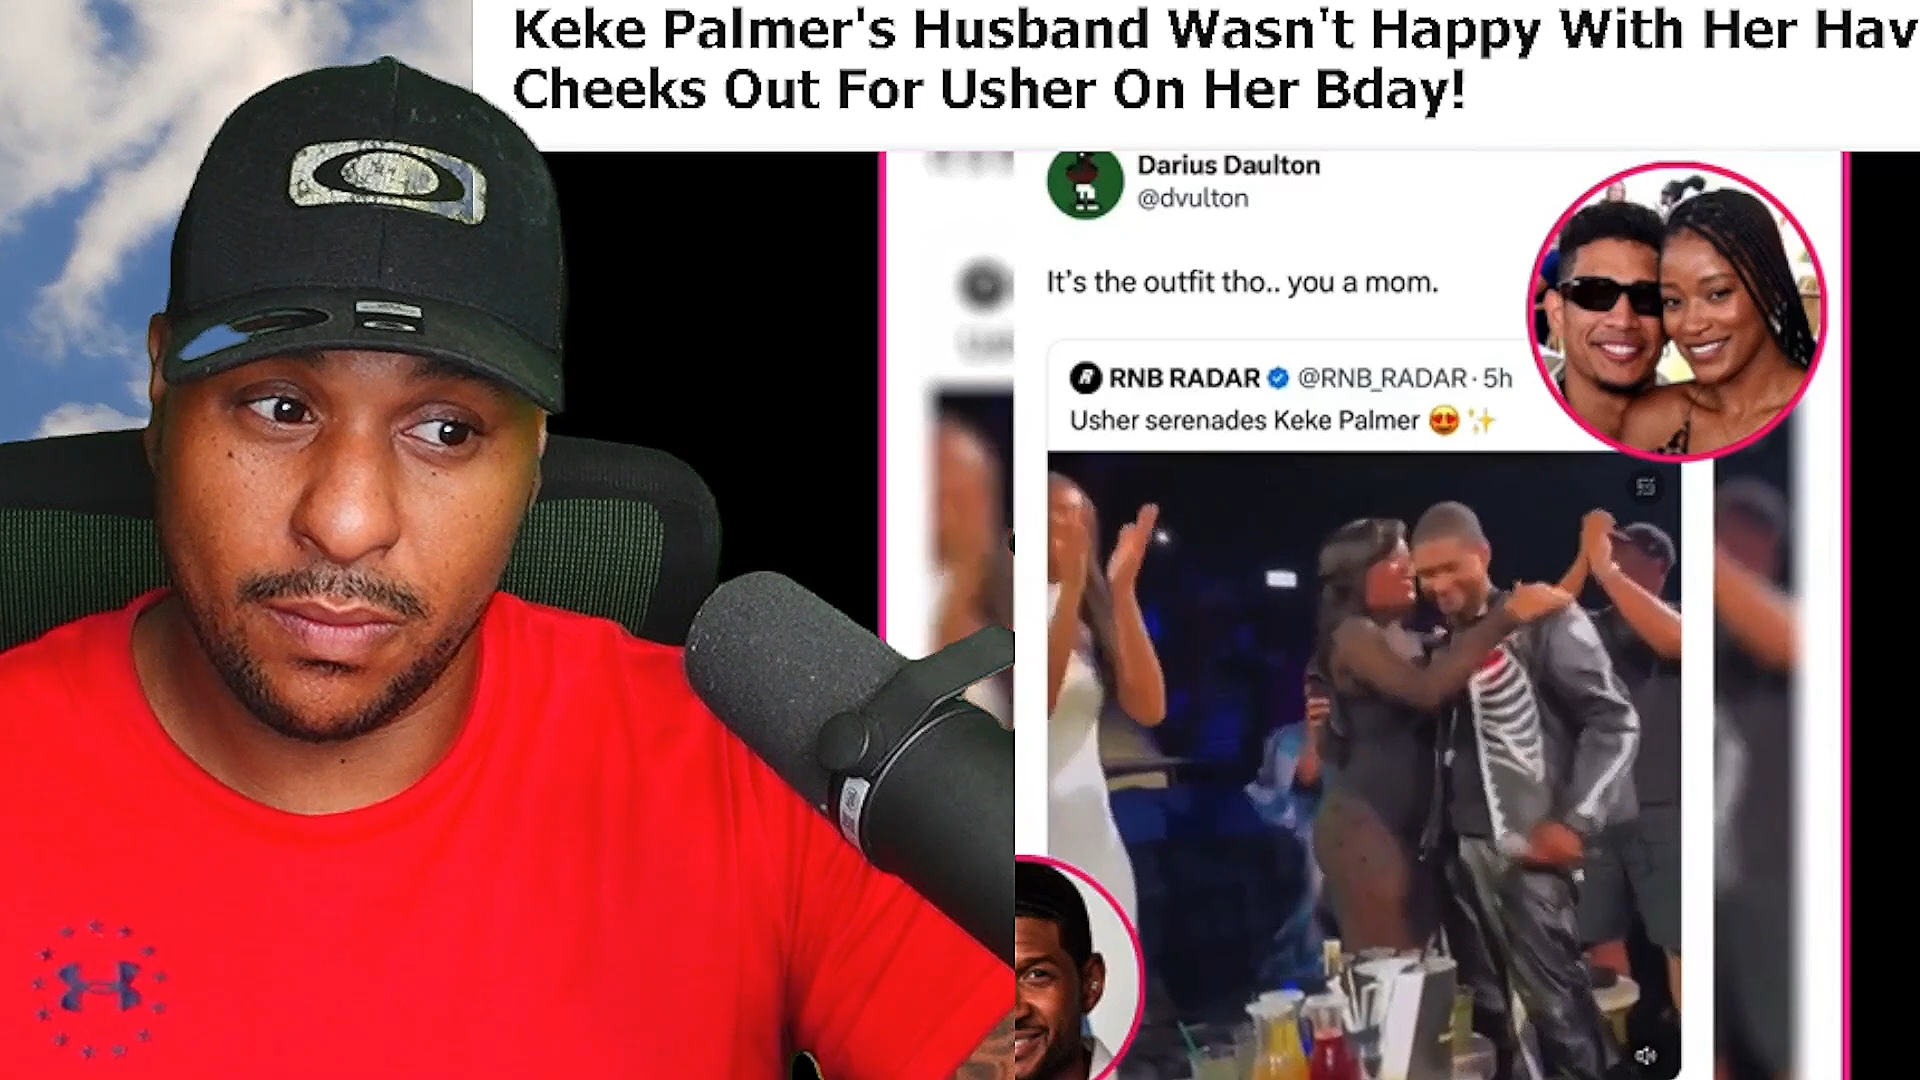 Keke Palmer's Husband Wasn't Happy With Her Hav
Cheeks Out For Usher On Her Bday!
Darius Daulton
@dvulton
It's the outfit tho.. you a mom.
RNB RADAR @RNB_RADAR · 5h
Usher serenades Keke Palmer 😍 ✨